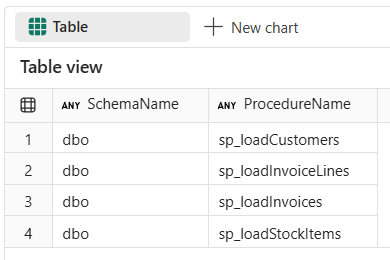 Table
New chart
Table view
ANY SchemaName ANY ProcedureName
1 dbo sp_loadCustomers
2 dbo sp_loadInvoiceLines
3 dbo sp_loadInvoices
4 dbo sp_loadStockItems